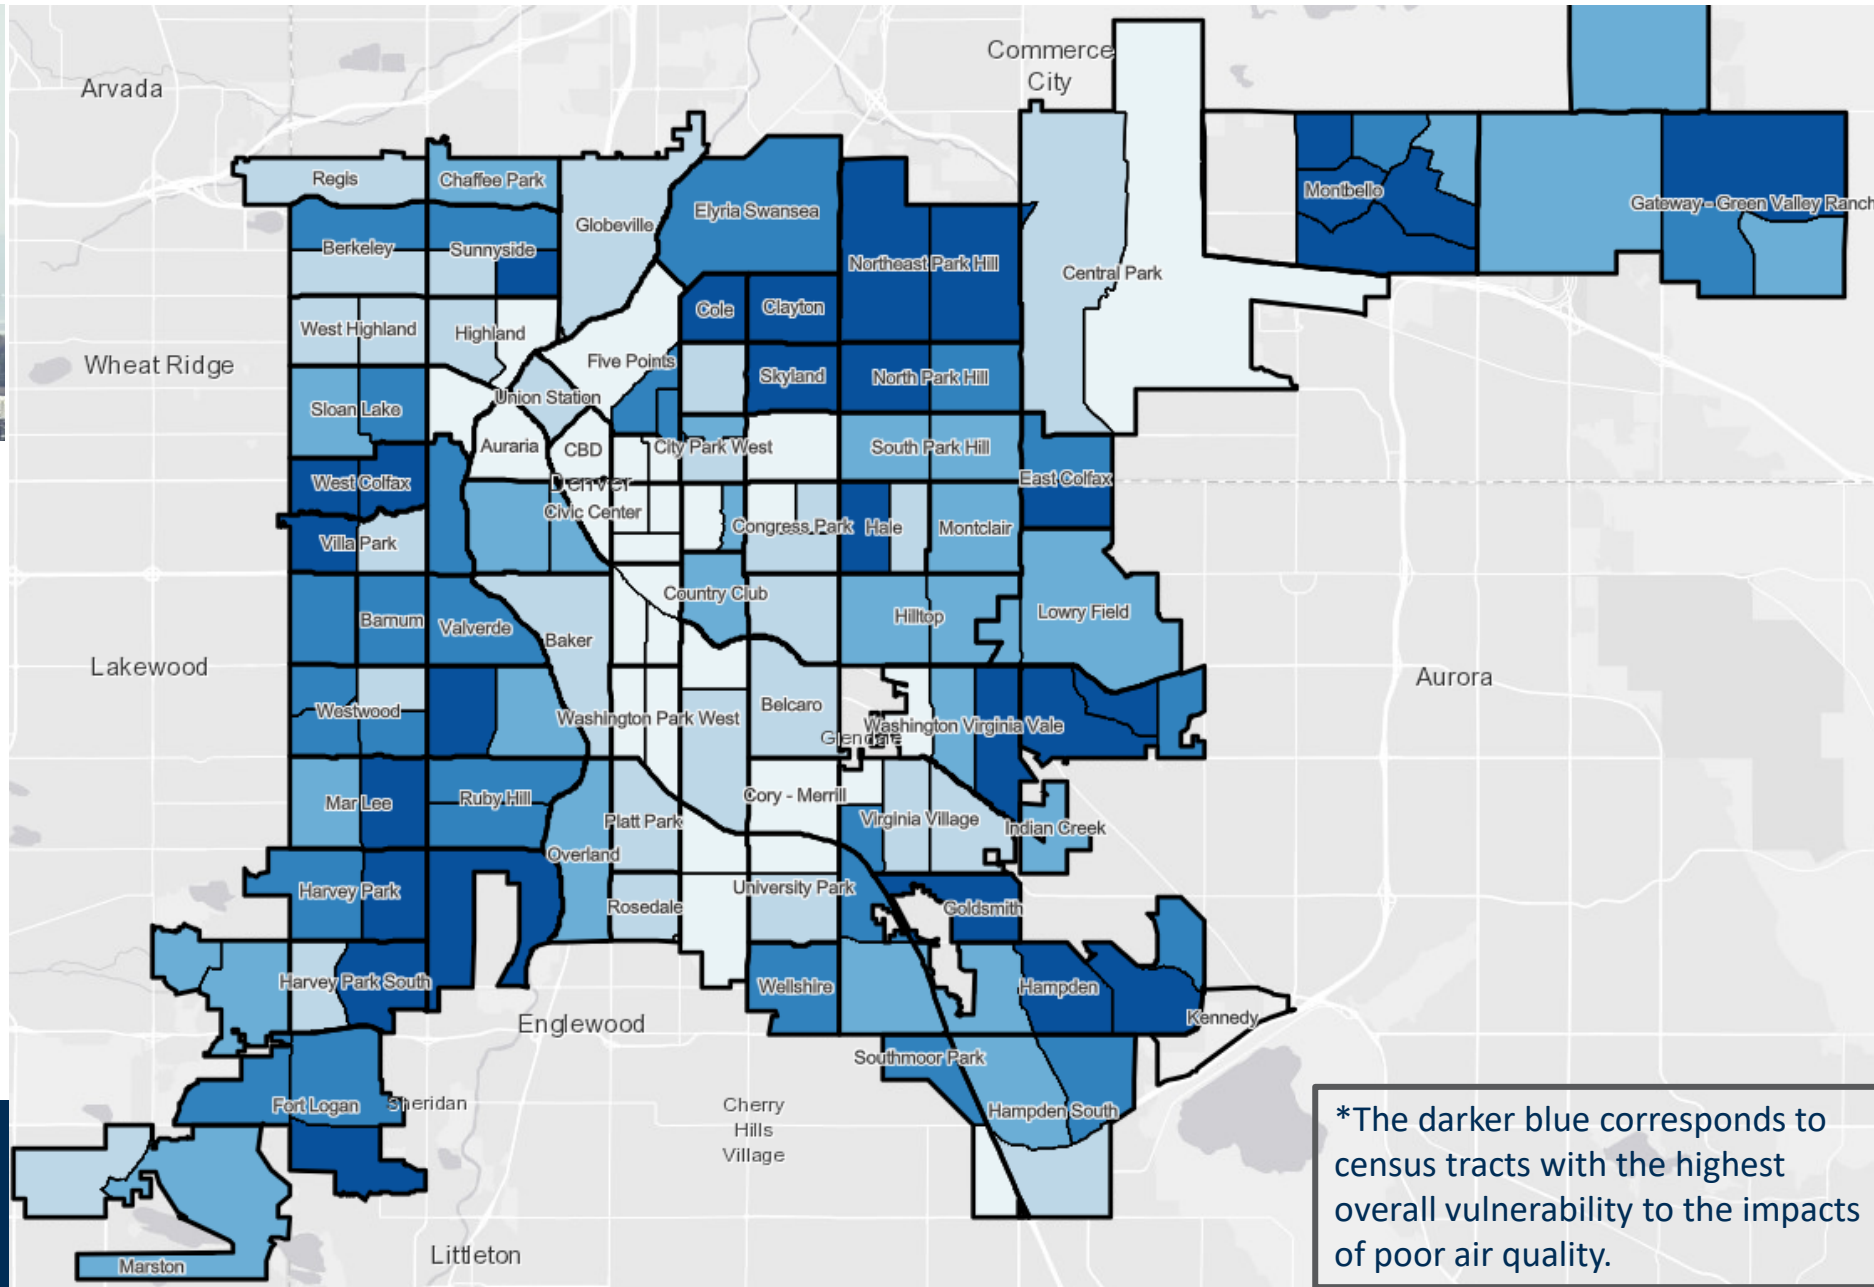 Commerce
City
Arvada
Regis
Chaffee Park
Montbello
Gateway - Green Valley Ranch
Elyria Swansea
Globeville
Berkeley
Sunnyside
Northeast Park Hill
Central Park
Cole
Clayton
West Highland
Highland
Wheat Ridge
Five Points
Skyland
North Park Hill
Union Station
Sloan Lake
Auraria
CBD
City Park West
South Park Hill
West Colfax
Denver
East Colfax
Civic Center
Congress Park
Hale
Montclair
Villa Park
Country Club
Barnum
Valverde
Baker
Hilltop
Lowry Field
Lakewood
Aurora
Westwood
Washington Park West
Belcaro
Washington Virginia Vale
Glendale
Mar Lee
Ruby Hill
Cory - Merrill
Platt Park
Virginia Village
Indian Creek
Overland
Harvey Park
University Park
Rosedale
Goldsmith
Harvey Park South
Wellshire
Hampden
Kennedy
Englewood
Southmoor Park
Fort Logan
Sheridan
Cherry
Hills
Village
Hampden South
*The darker blue corresponds to
census tracts with the highest
overall vulnerability to the impacts
of poor air quality.
Littleton
Marston